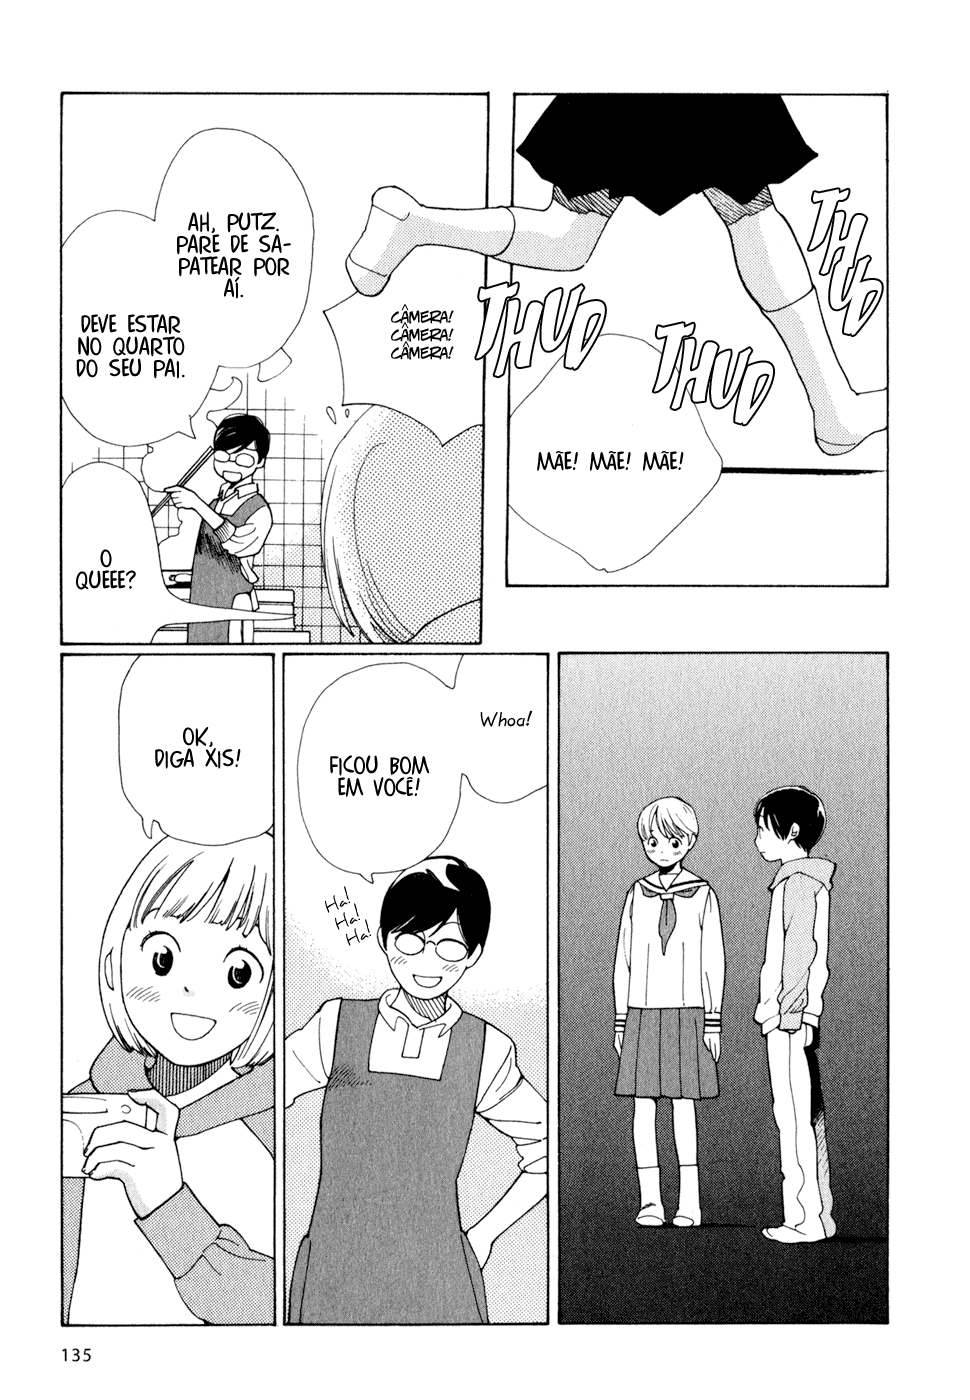 THUD
THUD
THUD
MÃE! MÃE! MÃE!
CÂMERA!
CÂMERA!
CÂMERA!
AH, PUTZ.
PARE DE SA-
PATEAR POR
AÍ.
DEVE ESTAR
NO QUARTO
DO SEU PAI.
O
QUEEE?
Whoa!
FICOU BOM
EM VOCÊ!
Ha!
Ha!
Ha!
OK,
DIGA XIS!
135